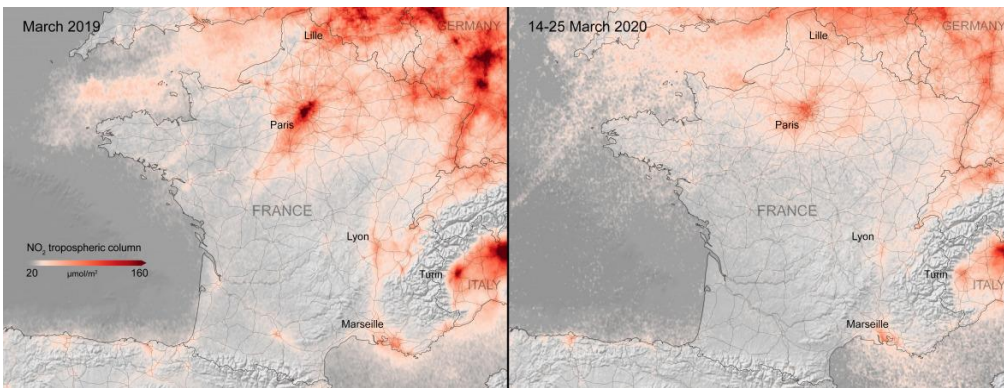 March 2019
GERMANY
Lille
Paris
FRANCE
Lyon
NO₂ tropospheric column
20 µmol/m² 160
Turin
ITALY
Marseille
14-25 March 2020
GERMANY
Lille
Paris
FRANCE
Lyon
Turin
ITALY
Marseille